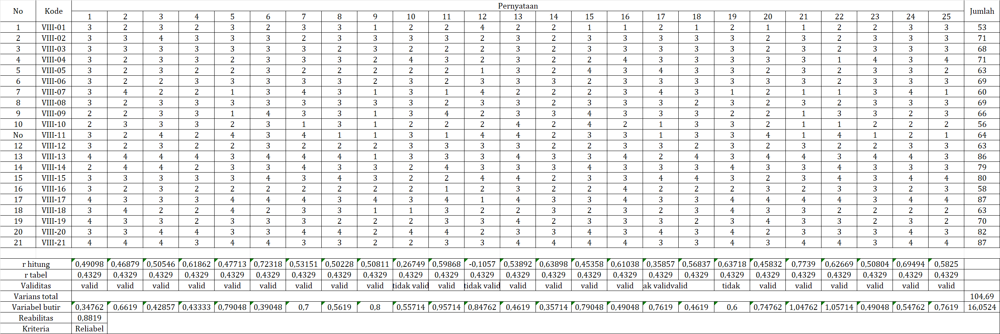 No Kode Pernyataan Jumlah
1 2 3 4 5 6 7 8 9 10 11 12 13 14 15 16 17 18 19 20 21 22 23 24 25
1 VIII-01 3 2 3 2 3 2 3 3 1 2 2 4 2 2 1 1 2 1 2 1 1 2 2 3 3 53
2 VIII-02 3 3 4 3 3 3 2 3 3 3 3 2 3 2 3 3 3 3 3 2 3 2 3 3 3 71
3 VIII-03 3 3 3 3 3 3 3 2 3 2 2 2 3 2 3 3 3 3 3 2 3 2 3 3 3 68
4 VIII-04 3 2 3 3 2 3 3 3 2 4 3 2 3 2 2 4 3 3 3 3 3 1 4 3 4 71
5 VIII-05 3 2 3 2 2 3 2 2 2 2 2 1 3 2 4 3 4 3 3 2 3 2 3 3 2 63
6 VIII-06 3 2 2 3 3 3 3 3 2 3 2 3 3 3 2 3 3 3 3 3 3 2 3 3 3 69
7 VIII-07 3 4 2 2 1 3 4 3 1 3 1 4 2 2 2 3 4 3 1 2 1 1 3 4 1 60
8 VIII-08 3 2 3 3 3 3 3 3 3 3 2 3 3 2 3 3 3 2 3 2 3 2 3 3 3 69
9 VIII-09 2 2 3 3 1 4 3 3 1 3 4 2 3 3 4 3 3 3 2 2 1 3 3 2 3 66
10 VIII-10 2 3 3 3 2 3 1 3 1 2 2 2 4 2 4 2 1 3 3 2 1 1 2 2 2 56
No VIII-11 3 2 4 2 4 3 4 1 1 3 1 4 4 2 3 3 1 3 3 4 1 4 1 2 1 64
12 VIII-12 3 2 3 2 2 3 2 2 2 3 3 3 3 2 2 3 3 2 3 2 3 2 2 3 3 63
13 VIII-13 4 4 4 4 3 4 4 4 1 3 3 3 4 3 3 4 2 4 3 4 4 3 4 4 3 86
14 VIII-14 2 4 4 2 3 3 4 3 3 2 4 3 3 3 4 3 3 3 4 3 3 4 3 3 3 79
15 VIII-15 3 3 3 3 3 4 3 4 3 2 2 4 4 2 3 3 4 4 3 2 3 4 3 4 4 80
16 VIII-16 3 2 3 2 2 2 2 2 2 2 1 2 3 2 2 4 2 2 2 3 2 3 3 2 3 58
17 VIII-17 4 3 3 3 4 4 4 3 4 3 4 1 4 3 3 4 3 3 4 4 4 4 3 4 4 87
18 VIII-18 3 4 2 2 4 2 3 3 1 1 3 2 2 3 2 3 2 3 4 3 3 2 2 2 2 63
19 VIII-19 4 3 3 2 3 3 3 2 2 2 3 3 4 2 3 3 3 2 3 4 3 3 2 3 2 70
20 VIII-20 3 3 4 4 3 3 4 4 2 4 4 2 3 3 4 3 4 3 4 2 3 3 3 4 3 82
21 VIII-21 4 4 4 3 4 4 3 3 2 2 3 3 4 4 4 4 3 3 4 3 4 4 3 4 4 87
r hitung 0,49098 0,46879 0,50546 0,61862 0,47713 0,72318 0,53151 0,50228 0,50811 0,26749 0,59868 -0,1057 0,53892 0,63898 0,45358 0,61038 0,35857 0,56837 0,63718 0,45832 0,7739 0,62669 0,50804 0,69494 0,5825
r tabel 0,4329 0,4329 0,4329 0,4329 0,4329 0,4329 0,4329 0,4329 0,4329 0,4329 0,4329 0,4329 0,4329 0,4329 0,4329 0,4329 0,4329 0,4329 0,4329 0,4329 0,4329 0,4329 0,4329 0,4329 0,4329
Validitas valid valid valid valid valid valid valid valid valid tidak valid valid tidak valid valid valid valid valid ak validvalid tidak valid valid valid valid valid valid
Varians total 104,69
Variabel butir 0,34762 0,6619 0,42857 0,43333 0,79048 0,39048 0,7 0,5619 0,8 0,55714 0,95714 0,84762 0,4619 0,35714 0,79048 0,49048 0,7619 0,4619 0,6 0,74762 1,04762 1,05714 0,49048 0,54762 0,7619 16,0524
Reabilitas 0,8819
Kriteria Reliabel